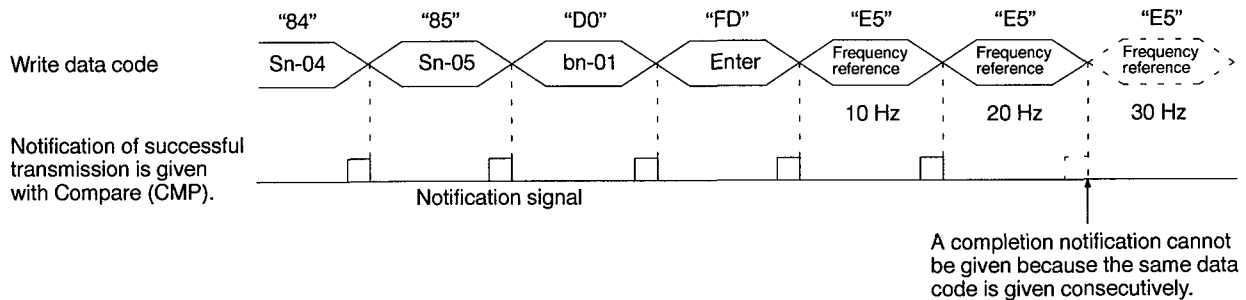 “84” “85” “D0” “FD” “E5” “E5” “E5”
Write data code
Sn-04 Sn-05 bn-01 Enter Frequency reference Frequency reference Frequency reference
10 Hz 20 Hz 30 Hz
Notification of successful
transmission is given
with Compare (CMP).
Notification signal
A completion notification cannot
be given because the same data
code is given consecutively.